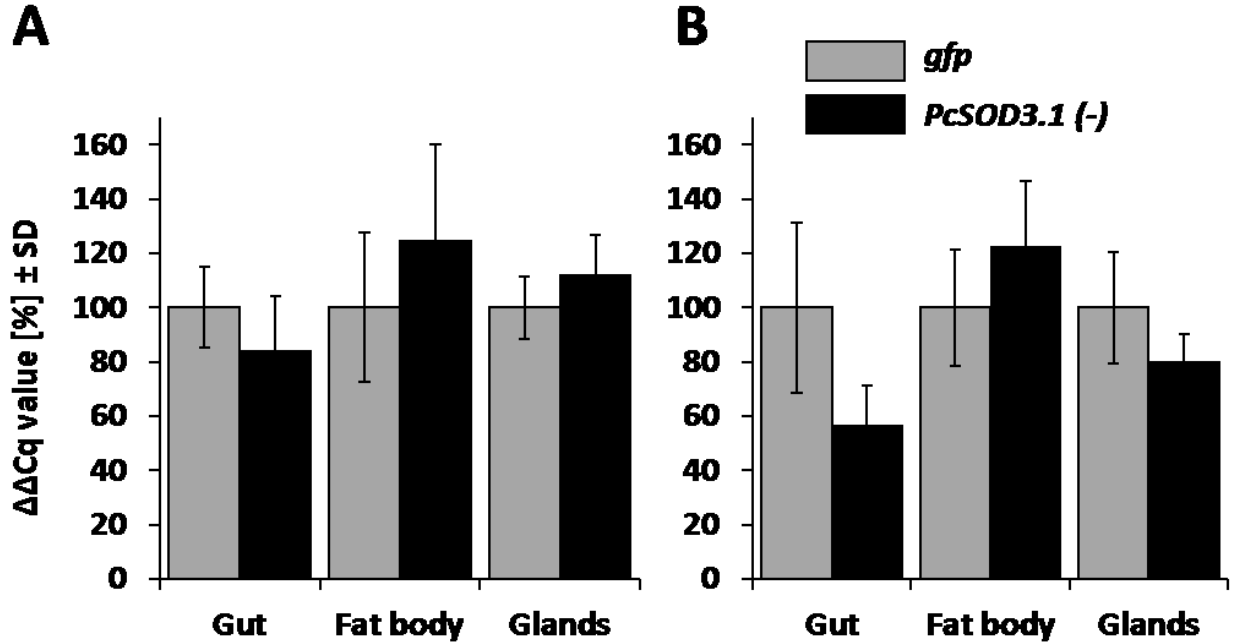 A
ΔΔCq value [%] ± SD
160
140
120
100
80
60
40
20
0
Gut Fat body Glands
B
gfp
PcSOD3.1 (-)
160
140
120
100
80
60
40
20
0
Gut Fat body Glands